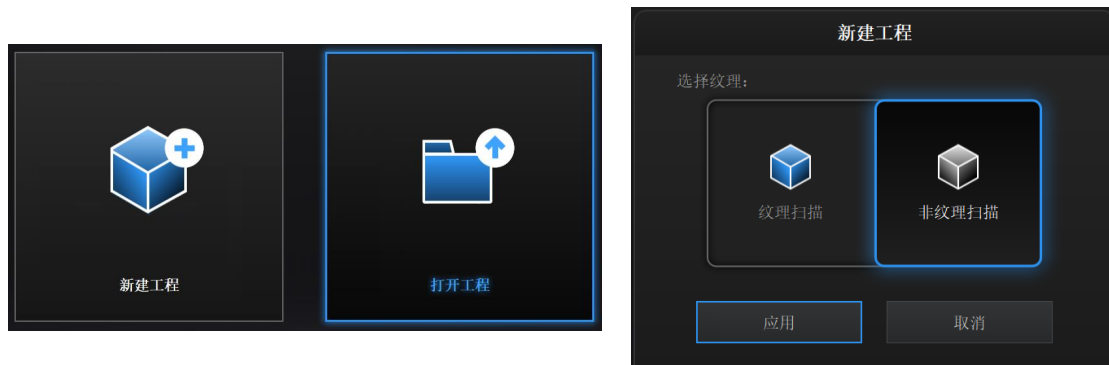 新建工程
打开工程
新建工程
选择纹理：
纹理扫描
非纹理扫描
应用
取消